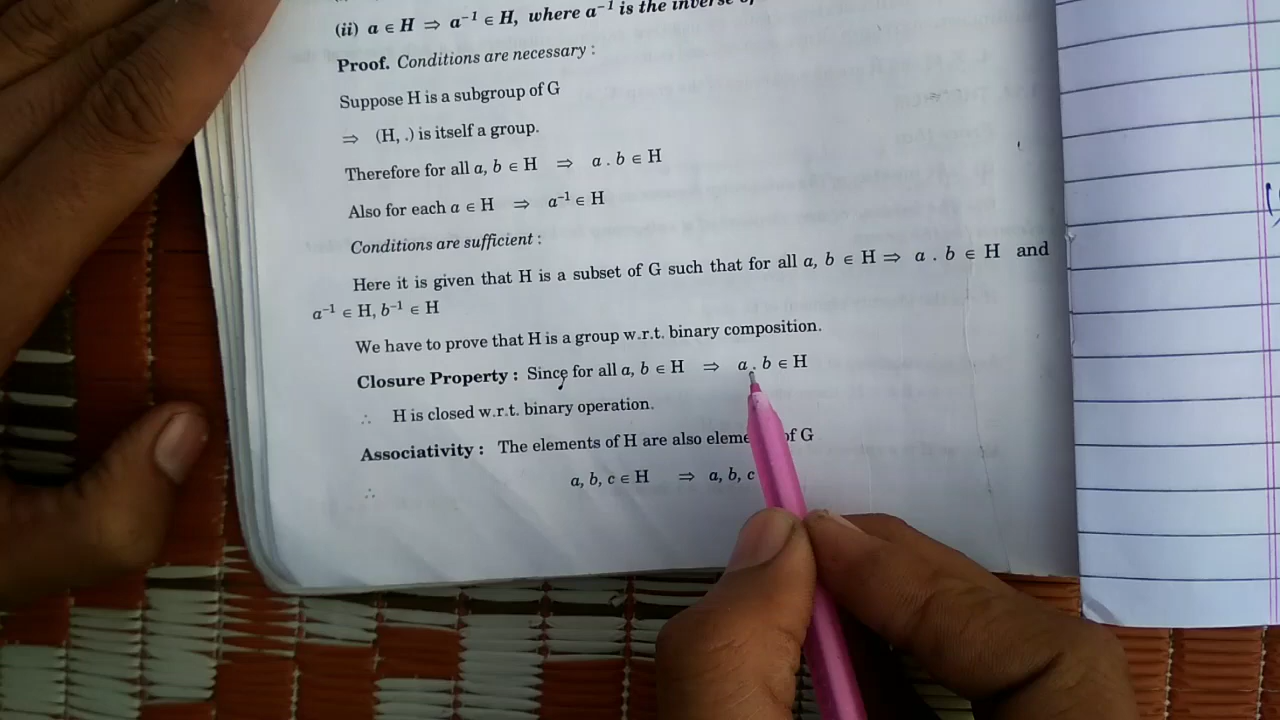 (ii) a ∈ H ⇒ a⁻¹ ∈ H, where a⁻¹ is the inverse
Proof. Conditions are necessary :
Suppose H is a subgroup of G
⇒ (H, .) is itself a group.
Therefore for all a, b ∈ H ⇒ a . b ∈ H
Also for each a ∈ H ⇒ a⁻¹ ∈ H
Conditions are sufficient :
Here it is given that H is a subset of G such that for all a, b ∈ H ⇒ a . b ∈ H and
a⁻¹ ∈ H, b⁻¹ ∈ H
We have to prove that H is a group w.r.t. binary composition.
Closure Property : Since for all a, b ∈ H ⇒ a . b ∈ H
∴ H is closed w.r.t. binary operation.
Associativity : The elements of H are also of G
∴ a, b, c ∈ H ⇒ a, b, c